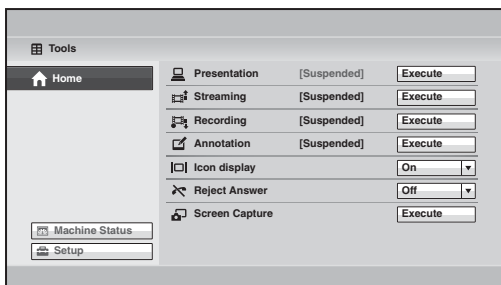 Tools
Home
Presentation [Suspended] Execute
Streaming [Suspended] Execute
Recording [Suspended] Execute
Annotation [Suspended] Execute
Icon display On
Reject Answer Off
Screen Capture Execute
Machine Status
Setup